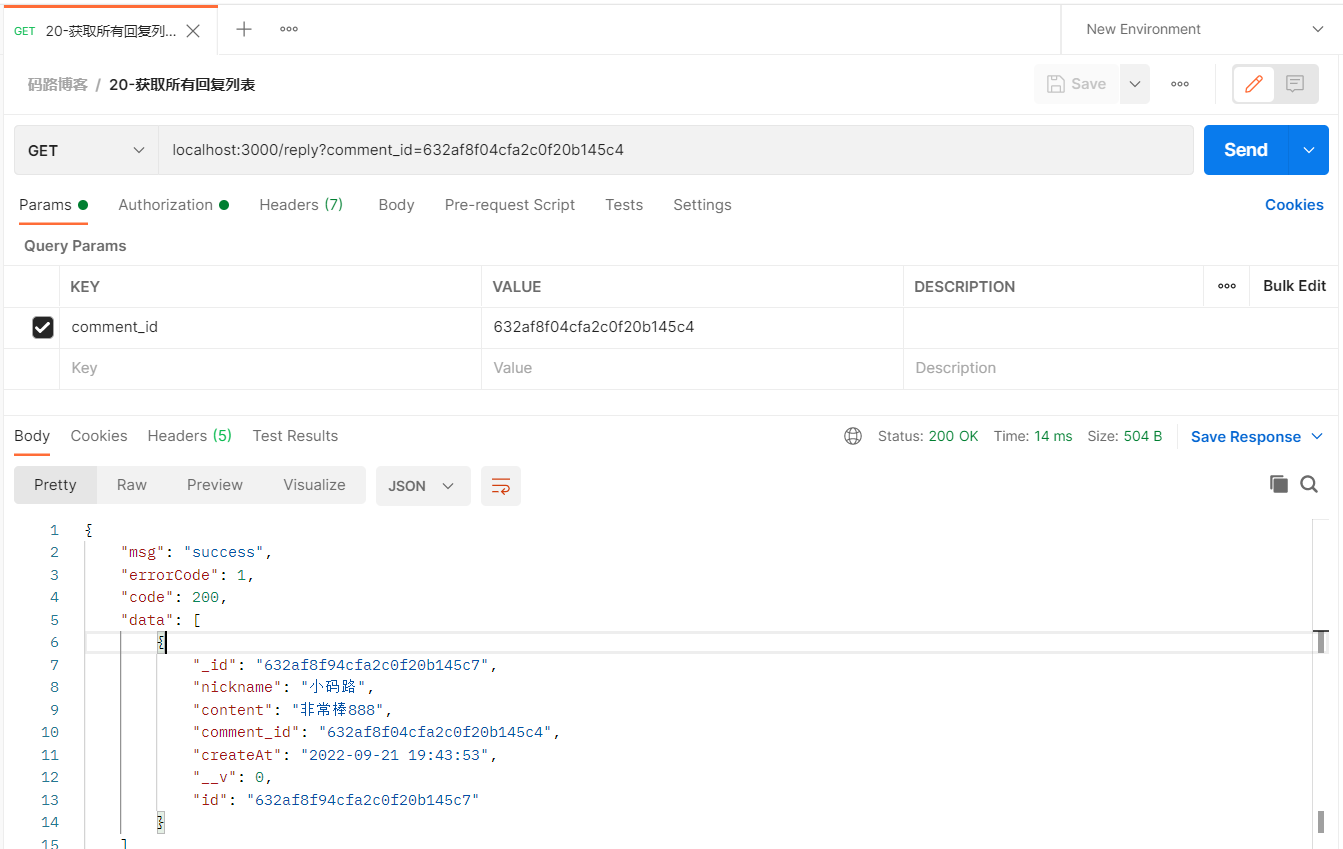 GET 20-获取所有回复列... New Environment
码路博客 / 20-获取所有回复列表 Save
GET localhost:3000/reply?comment_id=632af8f04cfa2c0f20b145c4 Send
Params Authorization Headers (7) Body Pre-request Script Tests Settings Cookies
Query Params
KEY VALUE DESCRIPTION Bulk Edit
comment_id 632af8f04cfa2c0f20b145c4
Key Value Description
Body Cookies Headers (5) Test Results Status: 200 OK Time: 14 ms Size: 504 B Save Response
Pretty Raw Preview Visualize JSON
1 {
2 "msg": "success",
3 "errorCode": 1,
4 "code": 200,
5 "data": [
6 {
7 "_id": "632af8f94cfa2c0f20b145c7",
8 "nickname": "小码路",
9 "content": "非常棒888",
10 "comment_id": "632af8f04cfa2c0f20b145c4",
11 "createAt": "2022-09-21 19:43:53",
12 "__v": 0,
13 "id": "632af8f94cfa2c0f20b145c7"
14 }
15 ]